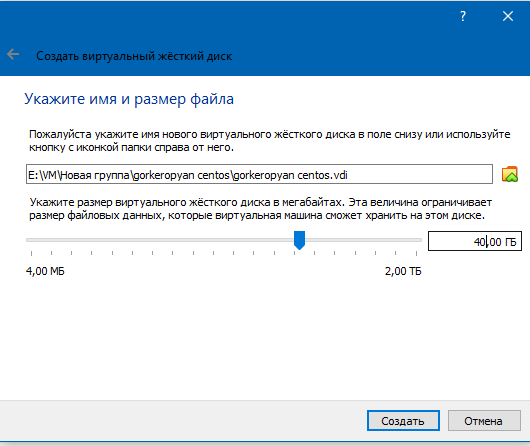 ?
Создать виртуальный жёсткий диск
Укажите имя и размер файла
Пожалуйста укажите имя нового виртуального жёсткого диска в поле снизу или используйте
кнопку с иконкой папки справа от него.
E:\VM\Новая группа\gorkeropyan centos\gorkeropyan centos.vdi
Укажите размер виртуального жёсткого диска в мегабайтах. Эта величина ограничивает
размер файловых данных, которые виртуальная машина сможет хранить на этом диске.
40,00 ГБ
4,00 МБ 2,00 ТБ
Создать Отмена